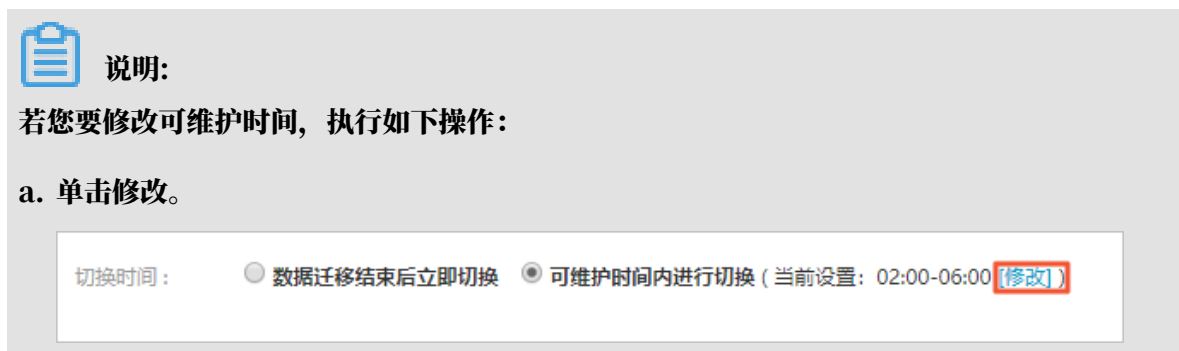 说明:
若您要修改可维护时间，执行如下操作：
a. 单击修改。
切换时间： 数据迁移结束后立即切换 可维护时间内进行切换 ( 当前设置：02:00-06:00 [修改] )